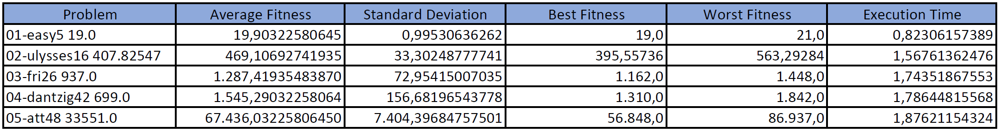 Problem Average Fitness Standard Deviation Best Fitness Worst Fitness Execution Time
01-easy5 19.0 19,90322580645 0,99530636262 19,0 21,0 0,82306157389
02-ulysses16 407.82547 469,10692741935 33,30248777741 395,55736 563,29284 1,56761362476
03-fri26 937.0 1.287,41935483870 72,95415007035 1.162,0 1.448,0 1,74351867553
04-dantzig42 699.0 1.545,29032258064 156,68196543778 1.310,0 1.842,0 1,78644815568
05-att48 33551.0 67.436,03225806450 7.404,39684757501 56.848,0 86.937,0 1,87621154324